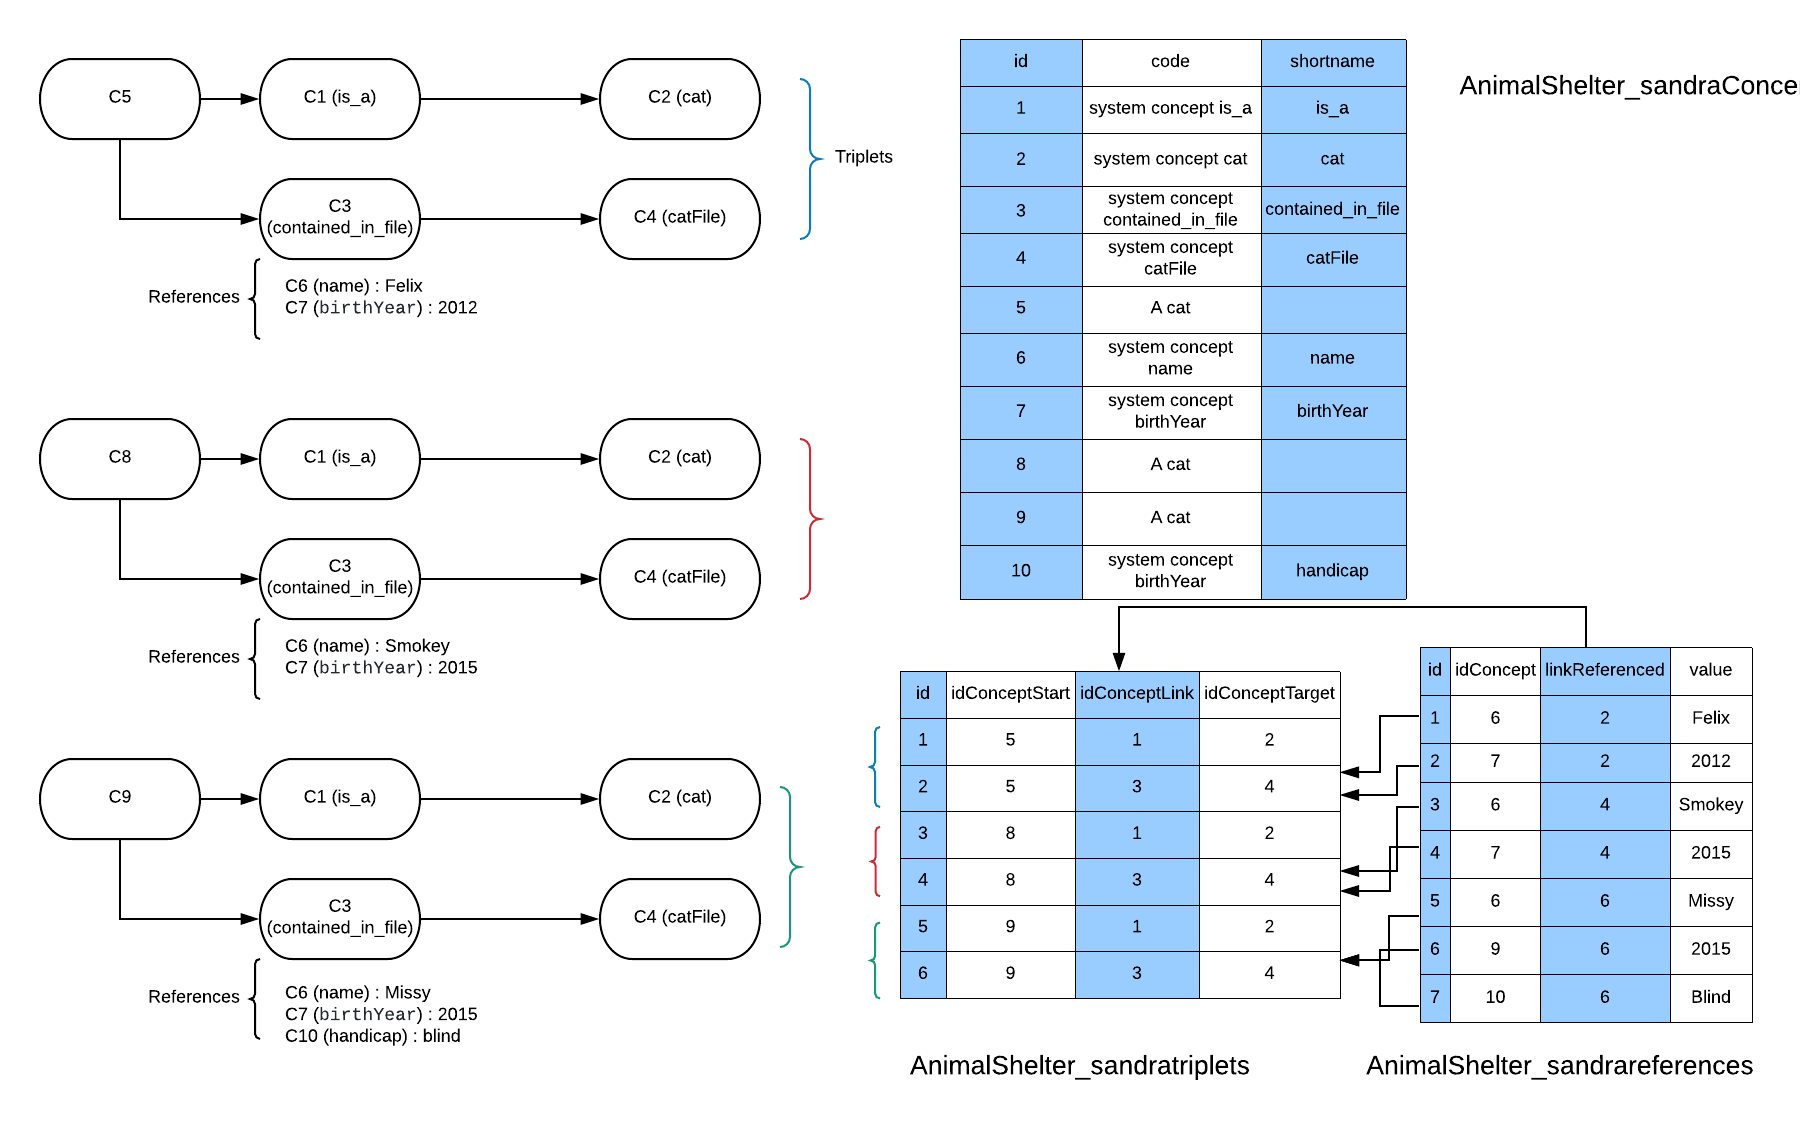 C5
C1 (is_a)
C2 (cat)
C3
(contained_in_file)
C4 (catFile)
Triplets
References
C6 (name) : Felix
C7 (birthYear) : 2012
C8
C1 (is_a)
C2 (cat)
C3
(contained_in_file)
C4 (catFile)
References
C6 (name) : Smokey
C7 (birthYear) : 2015
C9
C1 (is_a)
C2 (cat)
C3
(contained_in_file)
C4 (catFile)
References
C6 (name) : Missy
C7 (birthYear) : 2015
C10 (handicap) : blind
id code shortname
1 system concept is_a is_a
2 system concept cat cat
3 system concept contained_in_file contained_in_file
4 system concept catFile catFile
5 A cat
6 system concept name name
7 system concept birthYear birthYear
8 A cat
9 A cat
10 system concept birthYear handicap
AnimalShelter_sandraConce
id idConceptStart idConceptLink idConceptTarget
1 5 1 2
2 5 3 4
3 8 1 2
4 8 3 4
5 9 1 2
6 9 3 4
AnimalShelter_sandratriplets
id idConcept linkReferenced value
1 6 2 Felix
2 7 2 2012
3 6 4 Smokey
4 7 4 2015
5 6 6 Missy
6 9 6 2015
7 10 6 Blind
AnimalShelter_sandrareferences